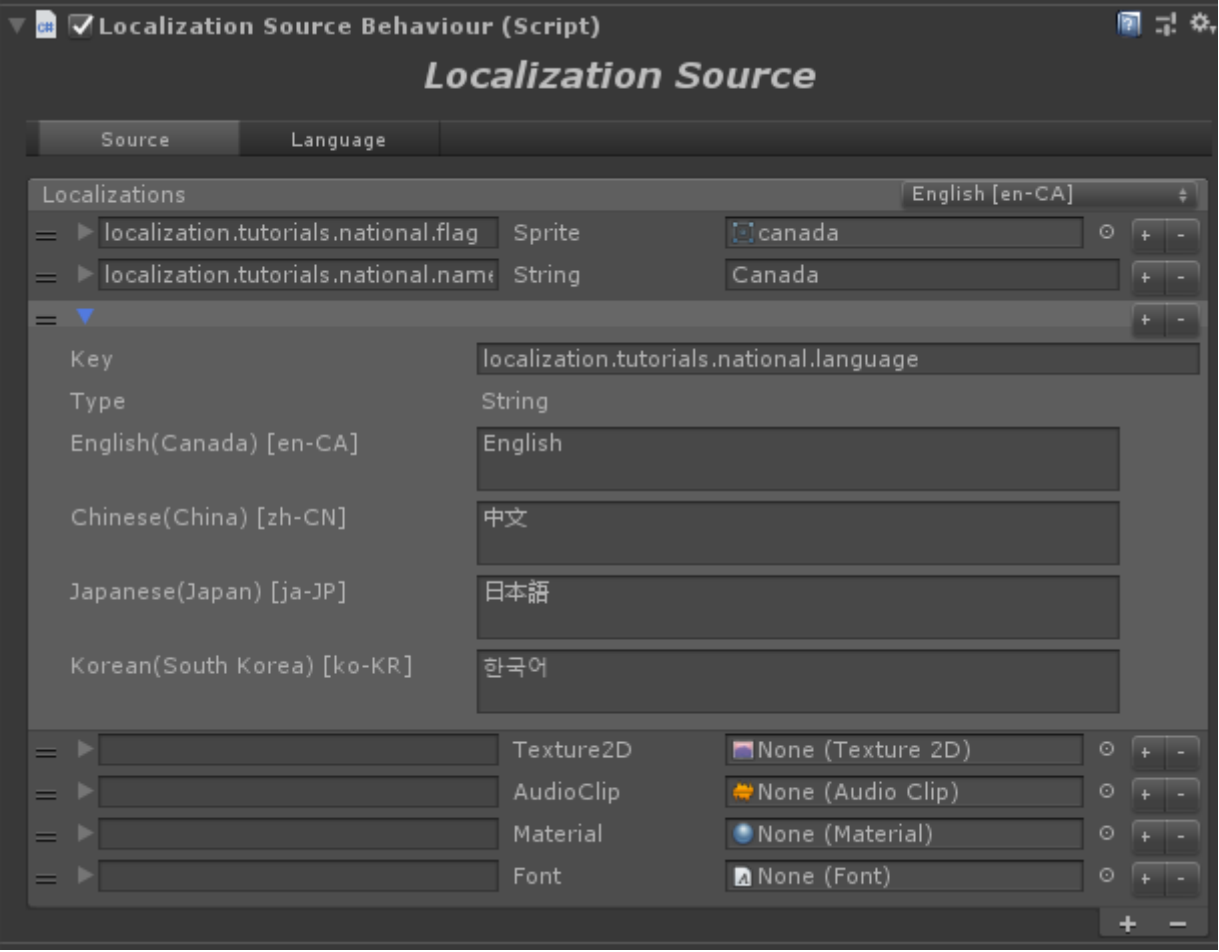 Localization Source Behaviour (Script)
Localization Source
Source Language
Localizations English [en-CA]
localization.tutorials.national.flag Sprite canada + -
localization.tutorials.national.name String Canada + -
+ -
Key localization.tutorials.national.language
Type String
English(Canada) [en-CA] English
Chinese(China) [zh-CN] 中文
Japanese(Japan) [ja-JP] 日本語
Korean(South Korea) [ko-KR] 한국어
Texture2D None (Texture 2D) + -
AudioClip None (Audio Clip) + -
Material None (Material) + -
Font None (Font) + -
+ −